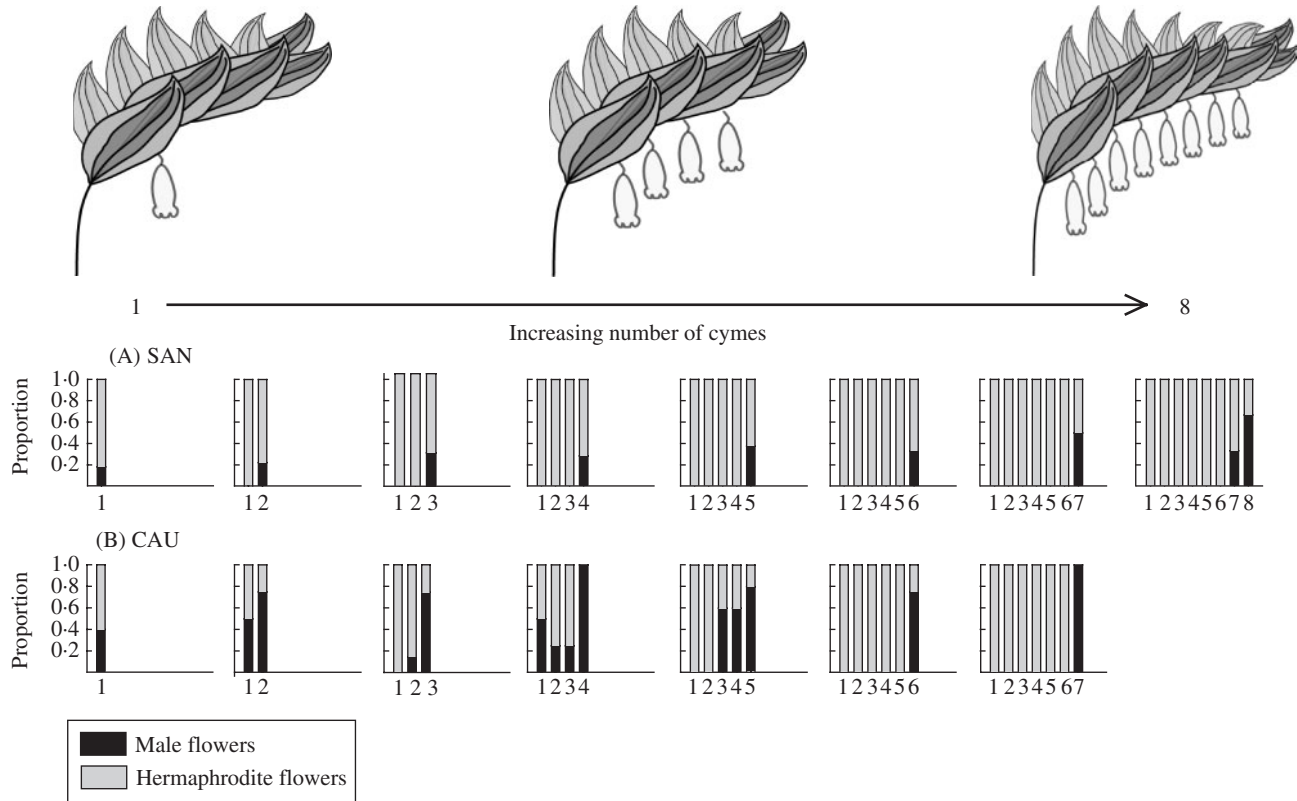 1
8
Increasing number of cymes
(A) SAN
Proportion
1·0
0·8
0·6
0·4
0·2
1
1 2
1 2 3
1 2 3 4
1 2 3 4 5
1 2 3 4 5 6
1 2 3 4 5 6 7
1 2 3 4 5 6 7 8
(B) CAU
Proportion
1·0
0·8
0·6
0·4
0·2
1
1 2
1 2 3
1 2 3 4
1 2 3 4 5
1 2 3 4 5 6
1 2 3 4 5 6 7
Male flowers
Hermaphrodite flowers